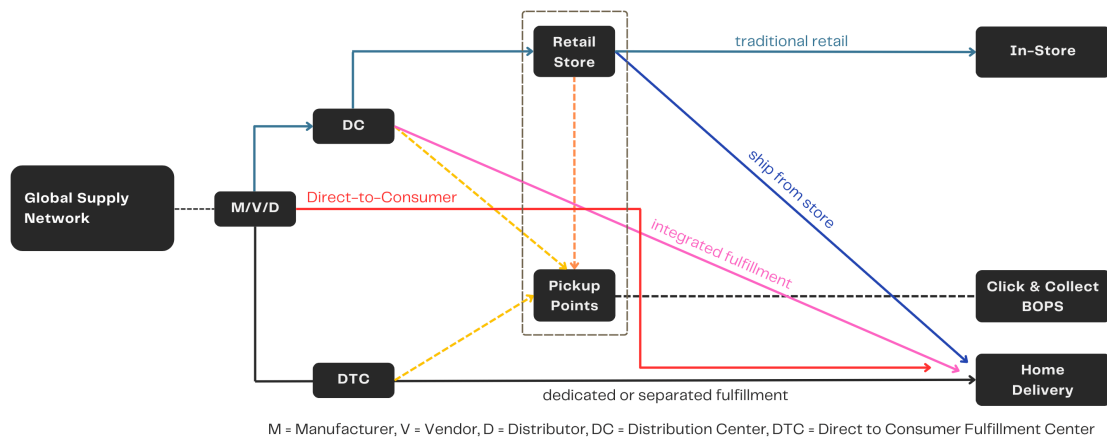 Retail
Store
traditional retail
In-Store
DC
ship from store
Global Supply
Network
M/V/D
Direct-to-Consumer
integrated fulfillment
Pickup
Points
Click & Collect
BOPS
DTC
dedicated or separated fulfillment
Home
Delivery
M = Manufacturer, V = Vendor, D = Distributor, DC = Distribution Center, DTC = Direct to Consumer Fulfillment Center